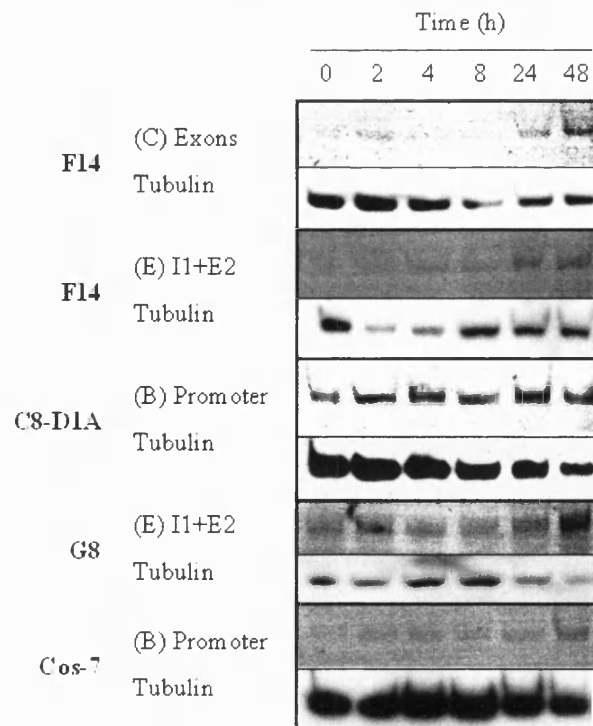 Time (h)
0 2 4 8 24 48
(C) Exons
F14
Tubulin
(E) I1+E2
F14
Tubulin
(B) Promoter
C8-D1A
Tubulin
(E) I1+E2
G8
Tubulin
(B) Promoter
Cos-7
Tubulin